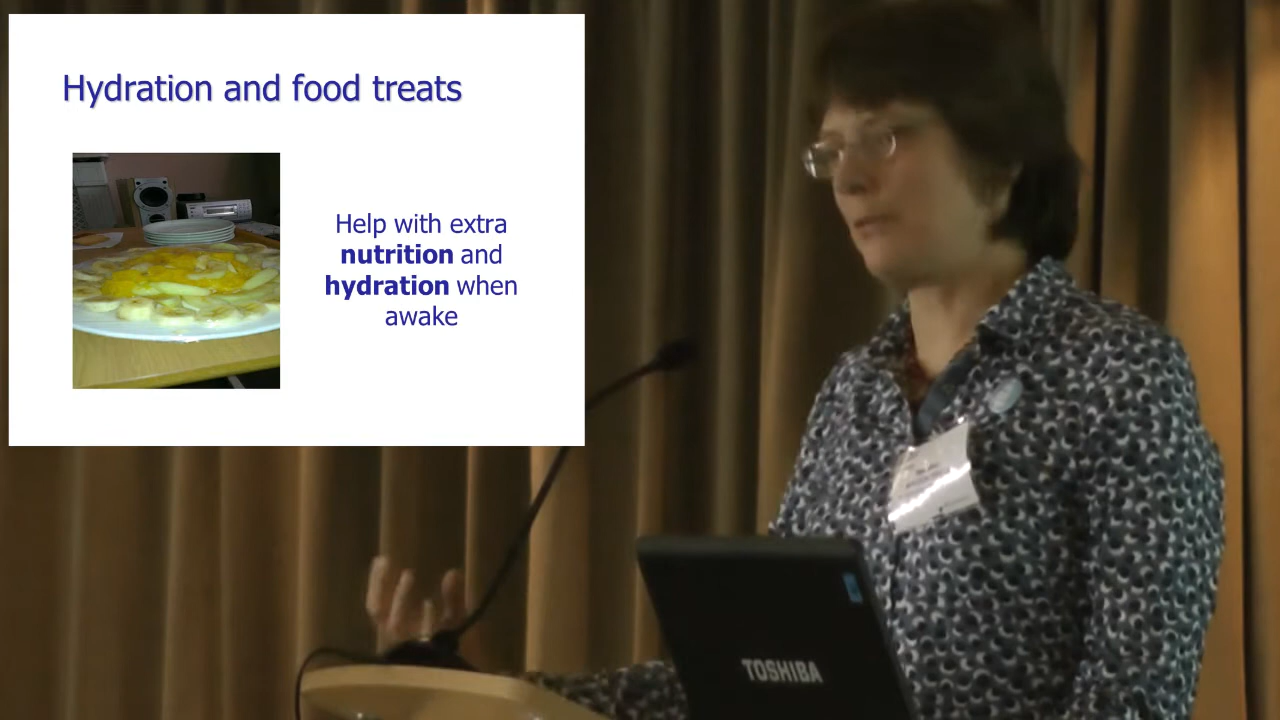 Hydration and food treats
Help with extra
nutrition and
hydration when
awake
TOSHIBA